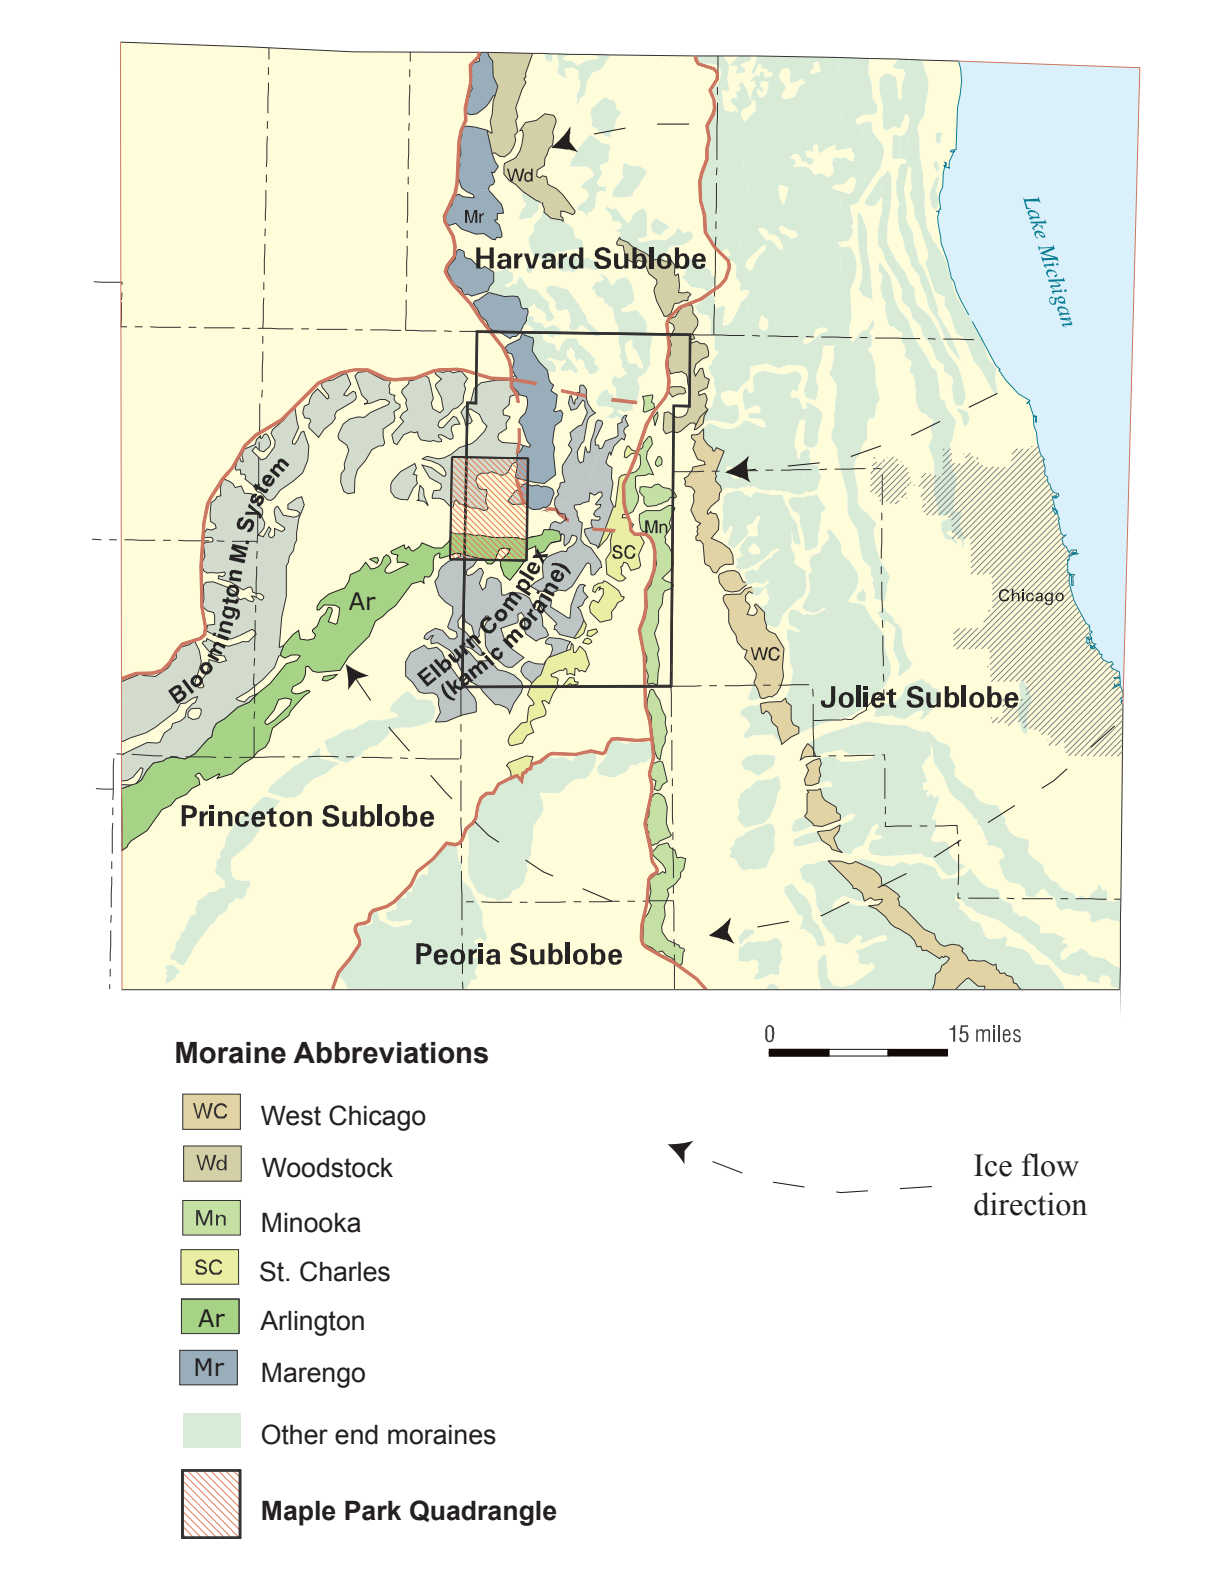 Wd
Mr
Harvard Sublobe
Lake Michigan
Bloomington M. System
Mn
SC
Elburn Complex
(kamic moraine)
Ar
Chicago
WC
Joliet Sublobe
Princeton Sublobe
Peoria Sublobe
0 15 miles
Moraine Abbreviations
WC West Chicago
Wd Woodstock
Mn Minooka
SC St. Charles
Ar Arlington
Mr Marengo
Other end moraines
Maple Park Quadrangle
Ice flow
direction